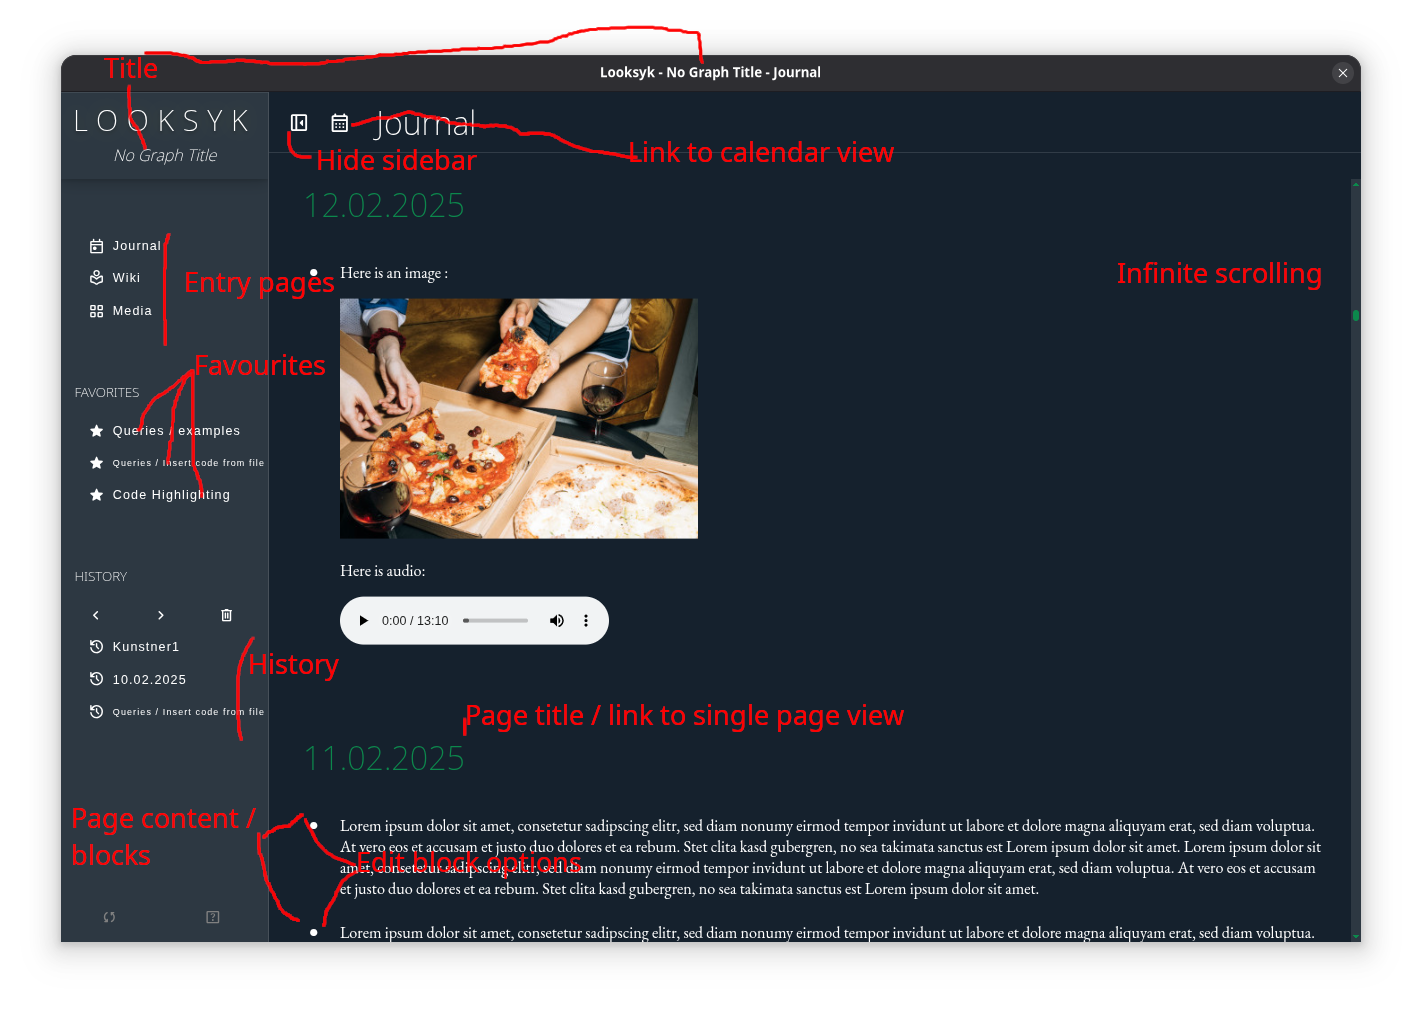 Title
Looksyk - No Graph Title - Journal
LOOKSYK
No Graph Title
Journal
Hide sidebar
Link to calendar view
Journal
Wiki
Media
Entry pages
Favourites
FAVORITES
Queries / examples
Queries / Insert code from file
Code Highlighting
HISTORY
Kunstner1
10.02.2025
Queries / Insert code from file
History
Page content /
blocks
12.02.2025
Here is an image :
Infinite scrolling
Here is audio:
0:00 / 13:10
Page title / link to single page view
11.02.2025
Lorem ipsum dolor sit amet, consetetur sadipscing elitr, sed diam nonumy eirmod tempor invidunt ut labore et dolore magna aliquyam erat, sed diam voluptua.
At vero eos et accusam et justo duo dolores et ea rebum. Stet clita kasd gubergren, no sea takimata sanctus est Lorem ipsum dolor sit amet. Lorem ipsum dolor sit
amet, consetetur sadipscing elitr, sed diam nonumy eirmod tempor invidunt ut labore et dolore magna aliquyam erat, sed diam voluptua. At vero eos et accusam
et justo duo dolores et ea rebum. Stet clita kasd gubergren, no sea takimata sanctus est Lorem ipsum dolor sit amet.
Edit block options
Lorem ipsum dolor sit amet, consetetur sadipscing elitr, sed diam nonumy eirmod tempor invidunt ut labore et dolore magna aliquyam erat, sed diam voluptua.